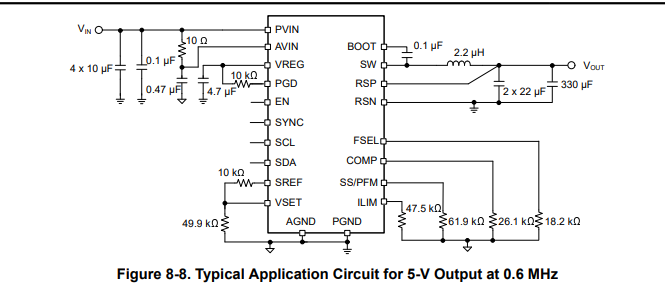 VIN
PVIN
10 Ω
AVIN
BOOT
0.1 µF
2.2 µH
4 x 10 µF
0.1 µF
VREG
SW
VOUT
10 kΩ
0.47 µF
4.7 µF
PGD
RSP
2 x 22 µF
330 µF
EN
RSN
SYNC
SCL
FSEL
SDA
COMP
10 kΩ
SREF
SS/PFM
VSET
ILIM
49.9 kΩ
47.5 kΩ
61.9 kΩ
26.1 kΩ
18.2 kΩ
AGND
PGND
Figure 8-8. Typical Application Circuit for 5-V Output at 0.6 MHz